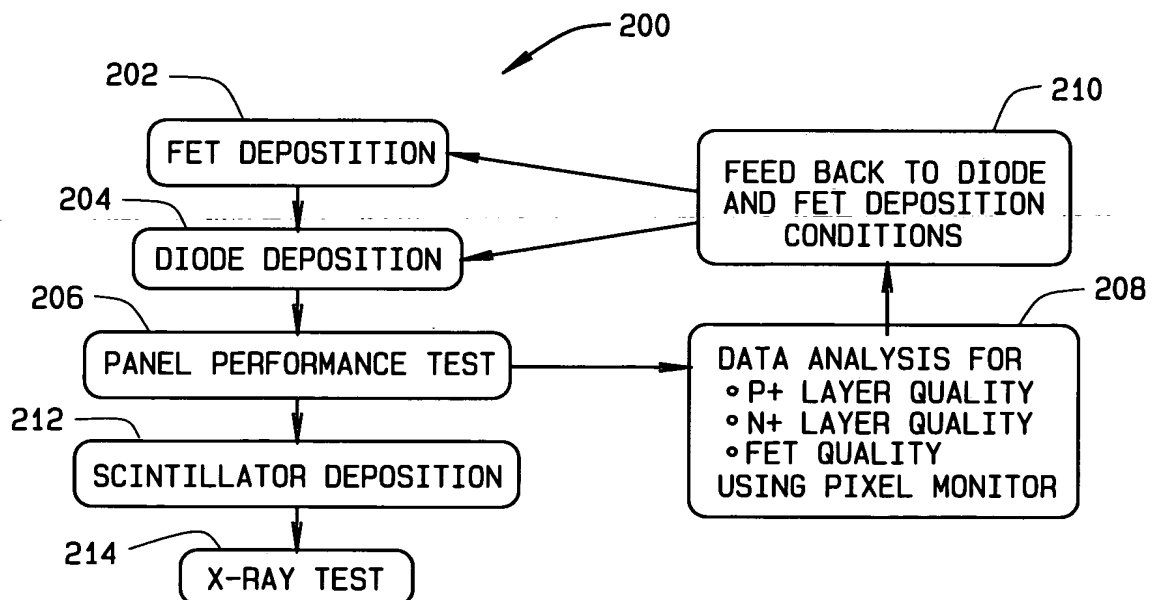 200
202
FET DEPOSTITION
204
DIODE DEPOSITION
206
PANEL PERFORMANCE TEST
212
SCINTILLATOR DEPOSITION
214
X-RAY TEST
210
FEED BACK TO DIODE
AND FET DEPOSITION
CONDITIONS
208
DATA ANALYSIS FOR
∘ P+ LAYER QUALITY
∘ N+ LAYER QUALITY
∘ FET QUALITY
USING PIXEL MONITOR